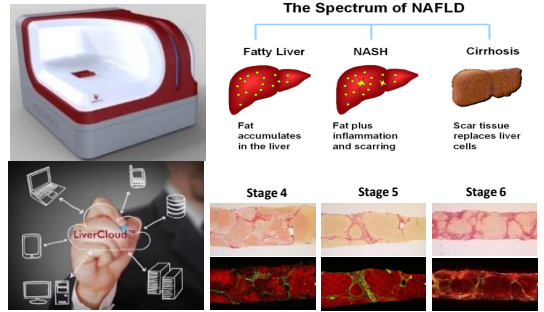 The Spectrum of NAFLD
Fatty Liver
NASH
Cirrhosis
Fat
accumulates
in the liver
Fat plus
inflammation
and scarring
Scar tissue
replaces liver
cells
LiverCloud™
Stage 4
Stage 5
Stage 6